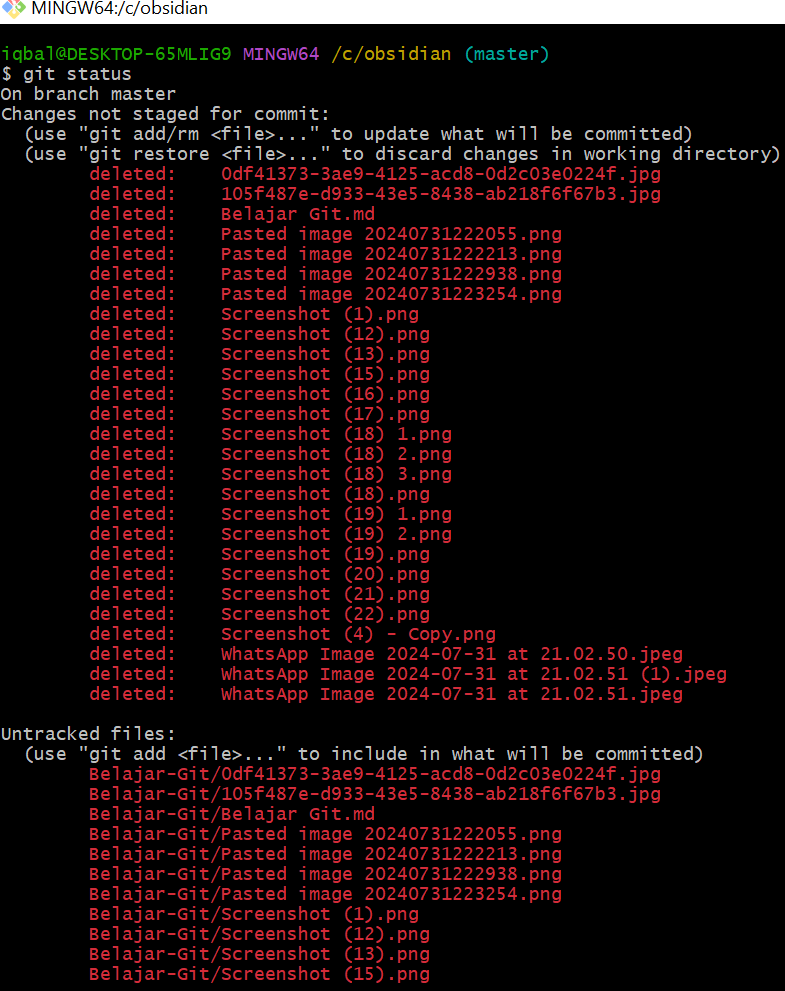 MINGW64:/c/obsidian
iqbal@DESKTOP-65MLIG9 MINGW64 /c/obsidian (master)
$ git status
On branch master
Changes not staged for commit:
  (use "git add/rm <file>..." to update what will be committed)
  (use "git restore <file>..." to discard changes in working directory)
        deleted:    0df41373-3ae9-4125-acd8-0d2c03e0224f.jpg
        deleted:    105f487e-d933-43e5-8438-ab218f6f67b3.jpg
        deleted:    Belajar Git.md
        deleted:    Pasted image 20240731222055.png
        deleted:    Pasted image 20240731222213.png
        deleted:    Pasted image 20240731222938.png
        deleted:    Pasted image 20240731223254.png
        deleted:    Screenshot (1).png
        deleted:    Screenshot (12).png
        deleted:    Screenshot (13).png
        deleted:    Screenshot (15).png
        deleted:    Screenshot (16).png
        deleted:    Screenshot (17).png
        deleted:    Screenshot (18) 1.png
        deleted:    Screenshot (18) 2.png
        deleted:    Screenshot (18) 3.png
        deleted:    Screenshot (18).png
        deleted:    Screenshot (19) 1.png
        deleted:    Screenshot (19) 2.png
        deleted:    Screenshot (19).png
        deleted:    Screenshot (20).png
        deleted:    Screenshot (21).png
        deleted:    Screenshot (22).png
        deleted:    Screenshot (4) - Copy.png
        deleted:    WhatsApp Image 2024-07-31 at 21.02.50.jpeg
        deleted:    WhatsApp Image 2024-07-31 at 21.02.51 (1).jpeg
        deleted:    WhatsApp Image 2024-07-31 at 21.02.51.jpeg
Untracked files:
  (use "git add <file>..." to include in what will be committed)
        Belajar-Git/0df41373-3ae9-4125-acd8-0d2c03e0224f.jpg
        Belajar-Git/105f487e-d933-43e5-8438-ab218f6f67b3.jpg
        Belajar-Git/Belajar Git.md
        Belajar-Git/Pasted image 20240731222055.png
        Belajar-Git/Pasted image 20240731222213.png
        Belajar-Git/Pasted image 20240731222938.png
        Belajar-Git/Pasted image 20240731223254.png
        Belajar-Git/Screenshot (1).png
        Belajar-Git/Screenshot (12).png
        Belajar-Git/Screenshot (13).png
        Belajar-Git/Screenshot (15).png